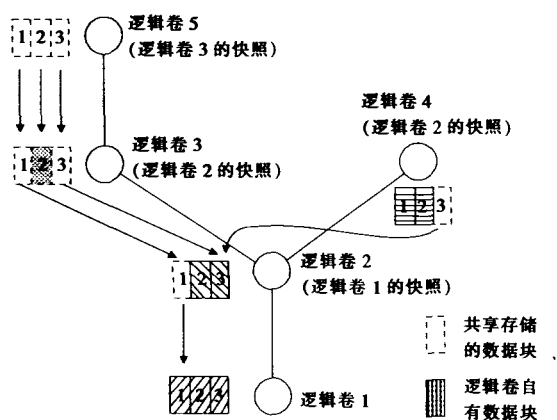 1 2 3
逻辑卷 5
(逻辑卷 3 的快照)
逻辑卷 4
(逻辑卷 2 的快照)
1 2 3
逻辑卷 3
(逻辑卷 2 的快照)
1 2 3
1 2 3
逻辑卷 2
(逻辑卷 1 的快照)
共享存储
的数据块
1 2 3
逻辑卷 1
逻辑卷自
有数据块